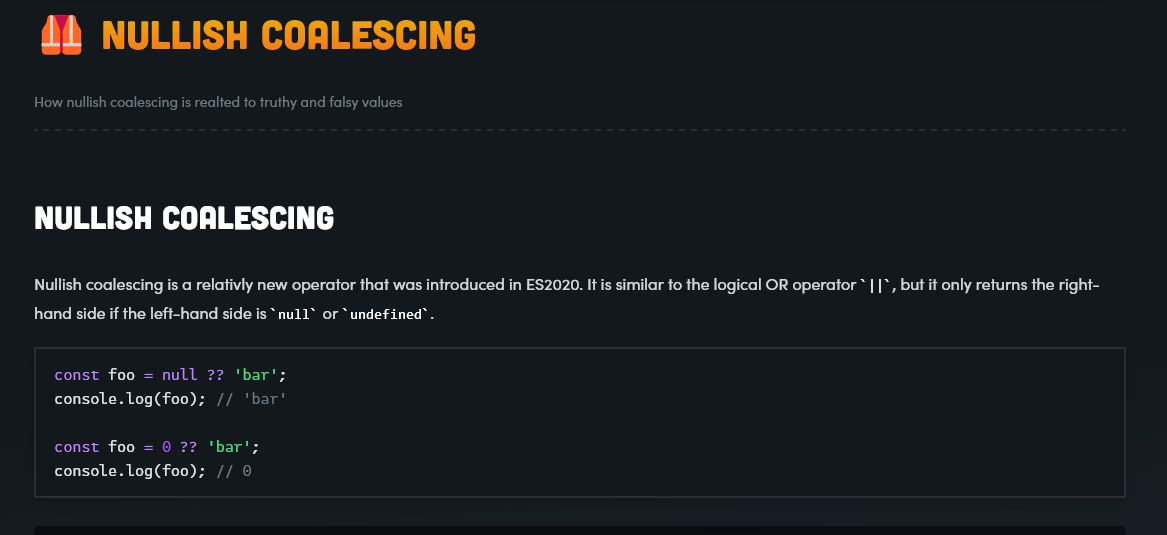 NULLISH COALESCING
How nullish coalescing is realted to truthy and falsy values
NULLISH COALESCING
Nullish coalescing is a relativly new operator that was introduced in ES2020. It is similar to the logical OR operator `||`, but it only returns the right-
hand side if the left-hand side is `null` or `undefined`.
const foo = null ?? 'bar';
console.log(foo); // 'bar'
const foo = 0 ?? 'bar';
console.log(foo); // 0